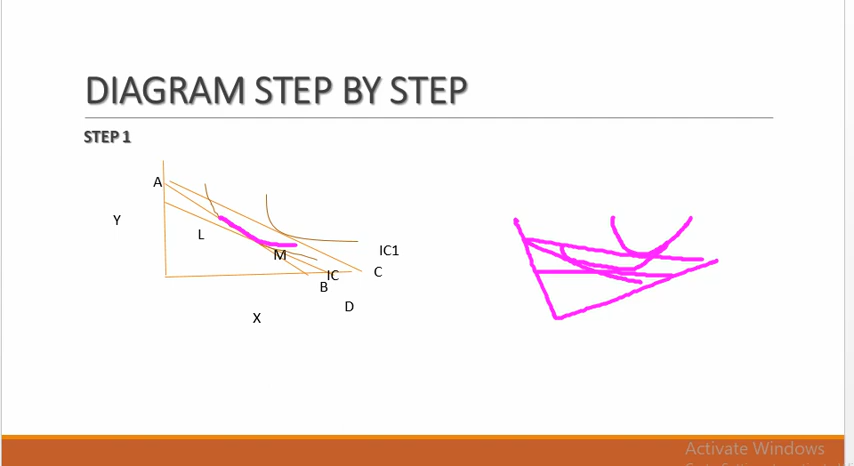 DIAGRAM STEP BY STEP
STEP 1
A
Y
L
M
IC1
C
IC
B
D
X
Activate Windows